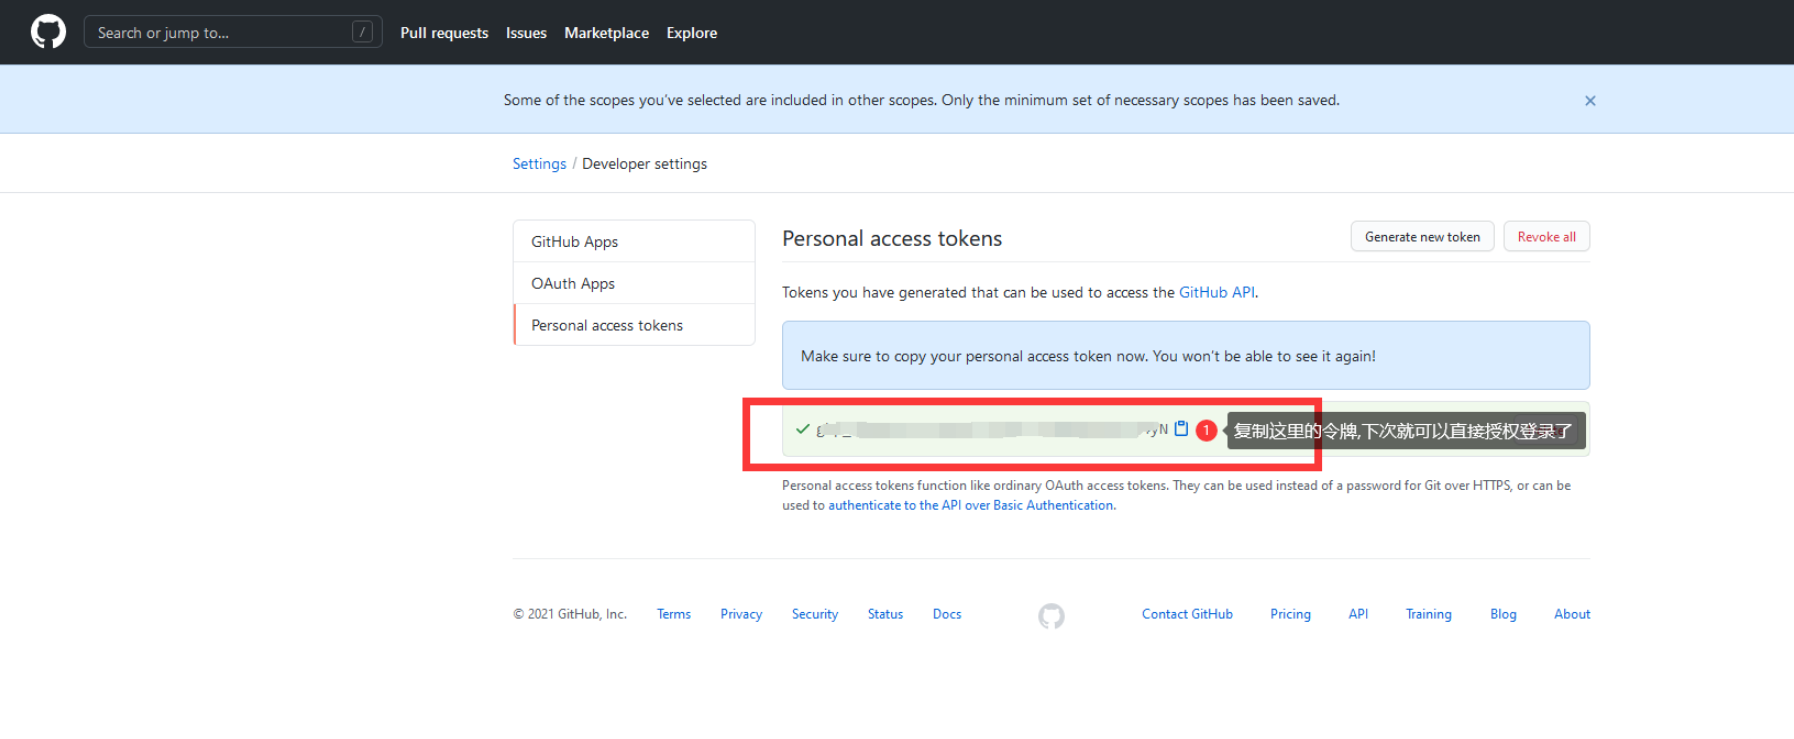 Search or jump to... /
Pull requests
Issues
Marketplace
Explore
Some of the scopes you've selected are included in other scopes. Only the minimum set of necessary scopes has been saved.
Settings / Developer settings
GitHub Apps
OAuth Apps
Personal access tokens
Personal access tokens
Generate new token
Revoke all
Tokens you have generated that can be used to access the GitHub API.
Make sure to copy your personal access token now. You won't be able to see it again!
yN
1
复制这里的令牌,下次就可以直接授权登录了
Personal access tokens function like ordinary OAuth access tokens. They can be used instead of a password for Git over HTTPS, or can be
used to authenticate to the API over Basic Authentication.
© 2021 GitHub, Inc.
Terms
Privacy
Security
Status
Docs
Contact GitHub
Pricing
API
Training
Blog
About